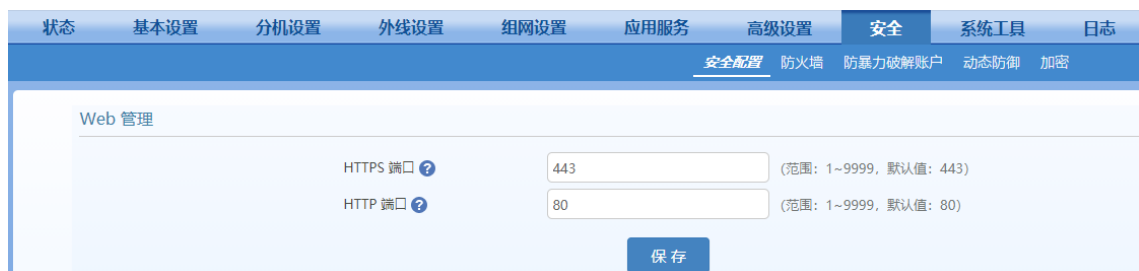 状态 基本设置 分机设置 外线设置 组网设置 应用服务 高级设置 安全 系统工具 日志
安全配置 防火墙 防暴力破解账户 动态防御 加密
Web 管理
HTTPS 端口 ? 443 (范围: 1~9999, 默认值: 443)
HTTP 端口 ? 80 (范围: 1~9999, 默认值: 80)
保存